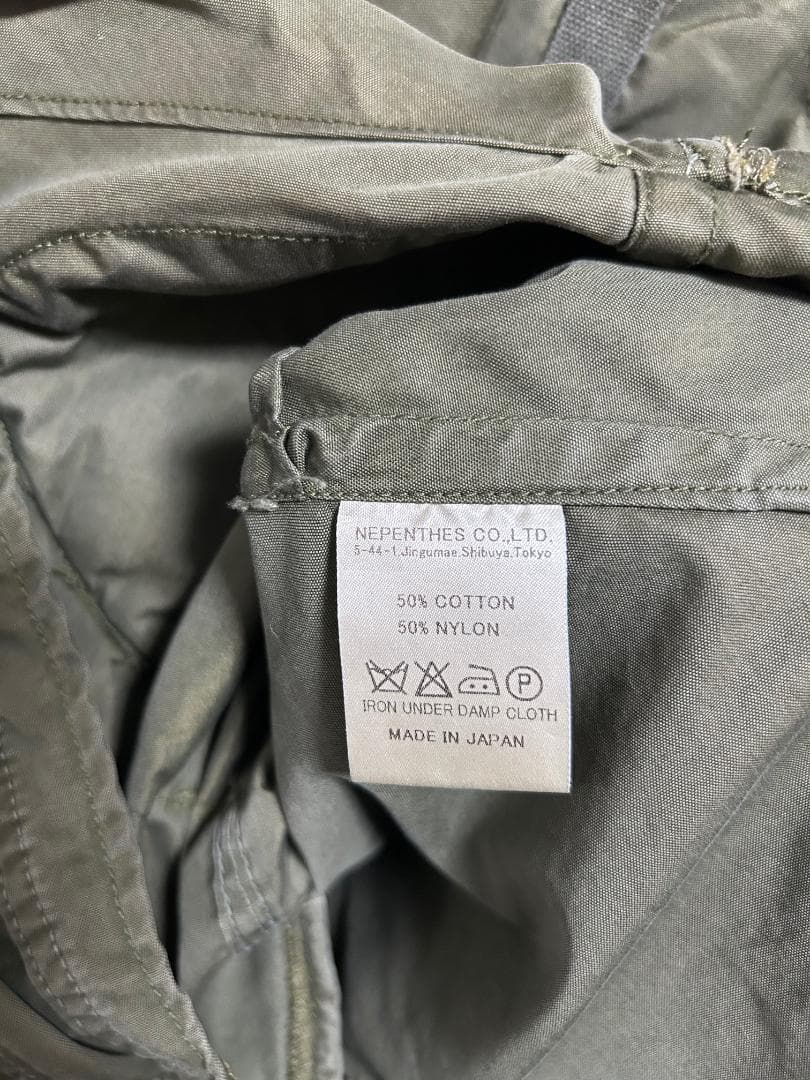 NEPENTHES CO.,LTD.
5-44-1.Jingumae.Shibuya.Tokyo
50% COTTON
50% NYLON
P
IRON UNDER DAMP CLOTH
MADE IN JAPAN